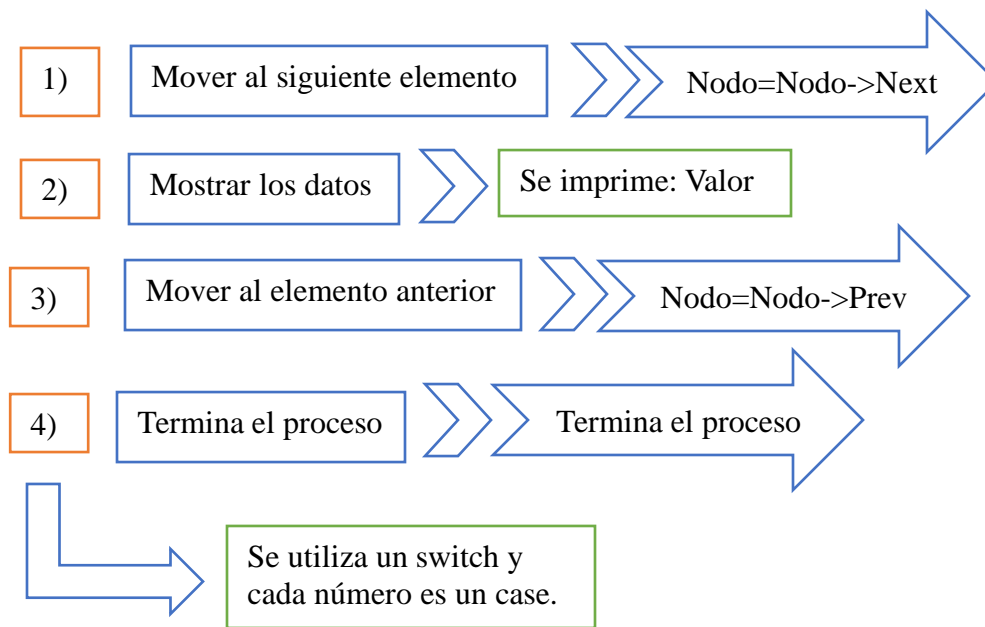 1)
Mover al siguiente elemento
Nodo=Nodo->Next
2)
Mostrar los datos
Se imprime: Valor
3)
Mover al elemento anterior
Nodo=Nodo->Prev
4)
Termina el proceso
Termina el proceso
Se utiliza un switch y
cada número es un case.